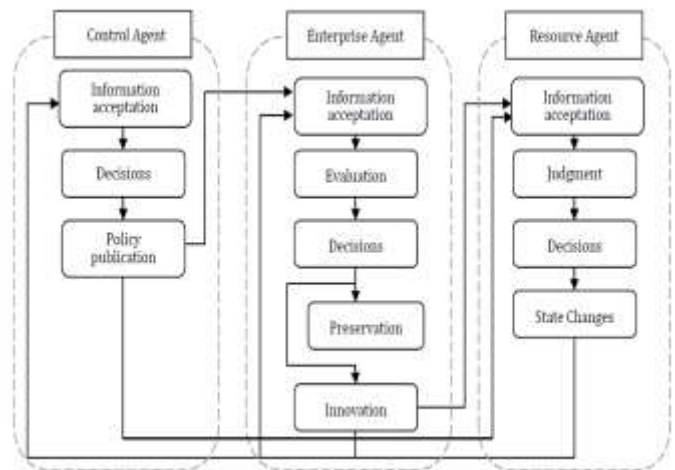 Control Agent
Information
acceptation
Decisions
Policy
publication
Enterprise Agent
Information
acceptation
Evaluation
Decisions
Preservation
Innovation
Resource Agent
Information
acceptation
Judgment
Decisions
State Changes